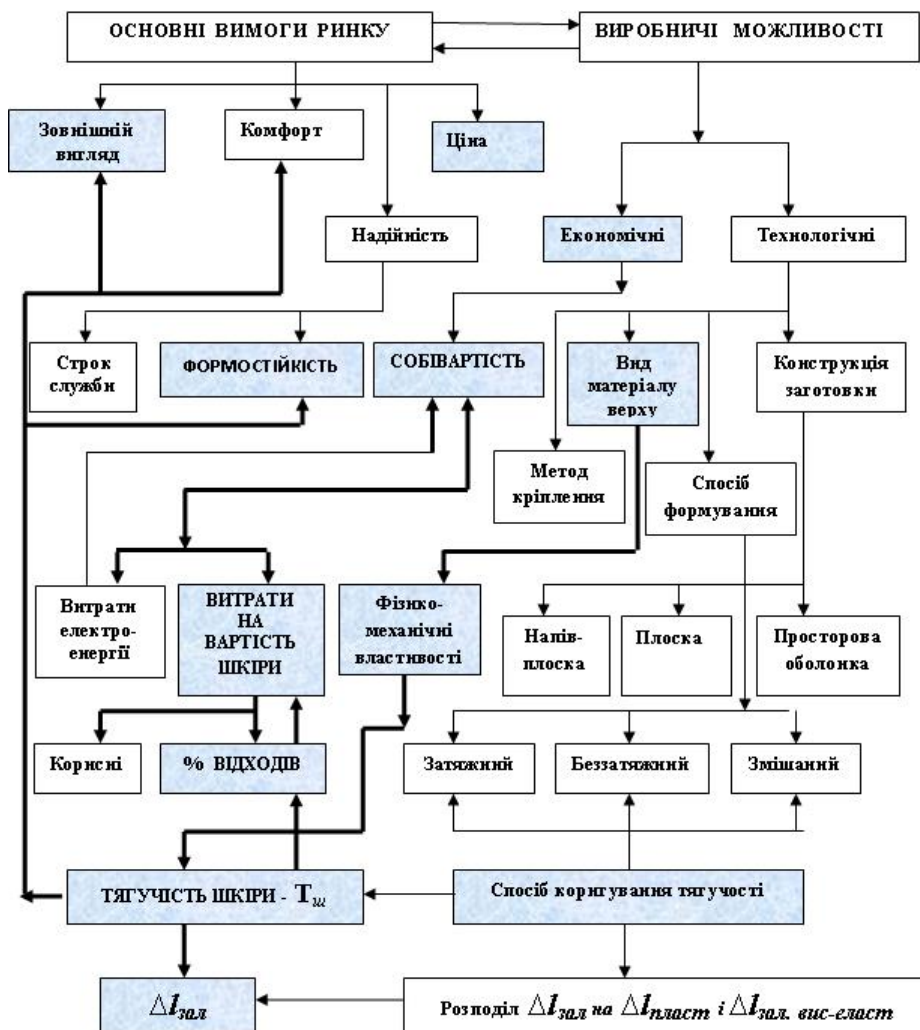 ОСНОВНІ ВИМОГИ РИНКУ
ВИРОБНИЧІ МОЖЛИВОСТІ
Зовнішній
вигляд
Комфорт
Ціна
Надійність
Економічні
Технологічні
Строк
служби
ФОРМОСТІЙКІСТЬ
СОБІВАРТІСТЬ
Вид
матеріалу
верху
Конструкція
заготовки
Метод
кріплення
Спосіб
формування
Витрати
електро-
енергії
ВИТРАТИ
НА
ВАРТІСТЬ
ШКІРИ
Фізико-
механічні
властивості
Напів-
плоска
Плоска
Просторова
оболонка
Корисні
% ВІДХОДІВ
Затяжний
Беззатяжний
Змішаний
ТЯГУЧІСТЬ ШКІРИ - Тш
Спосіб коригування тягучості
Δlзал
Розподіл Δlзал на Δlпласт і Δlзал. вис-еласт